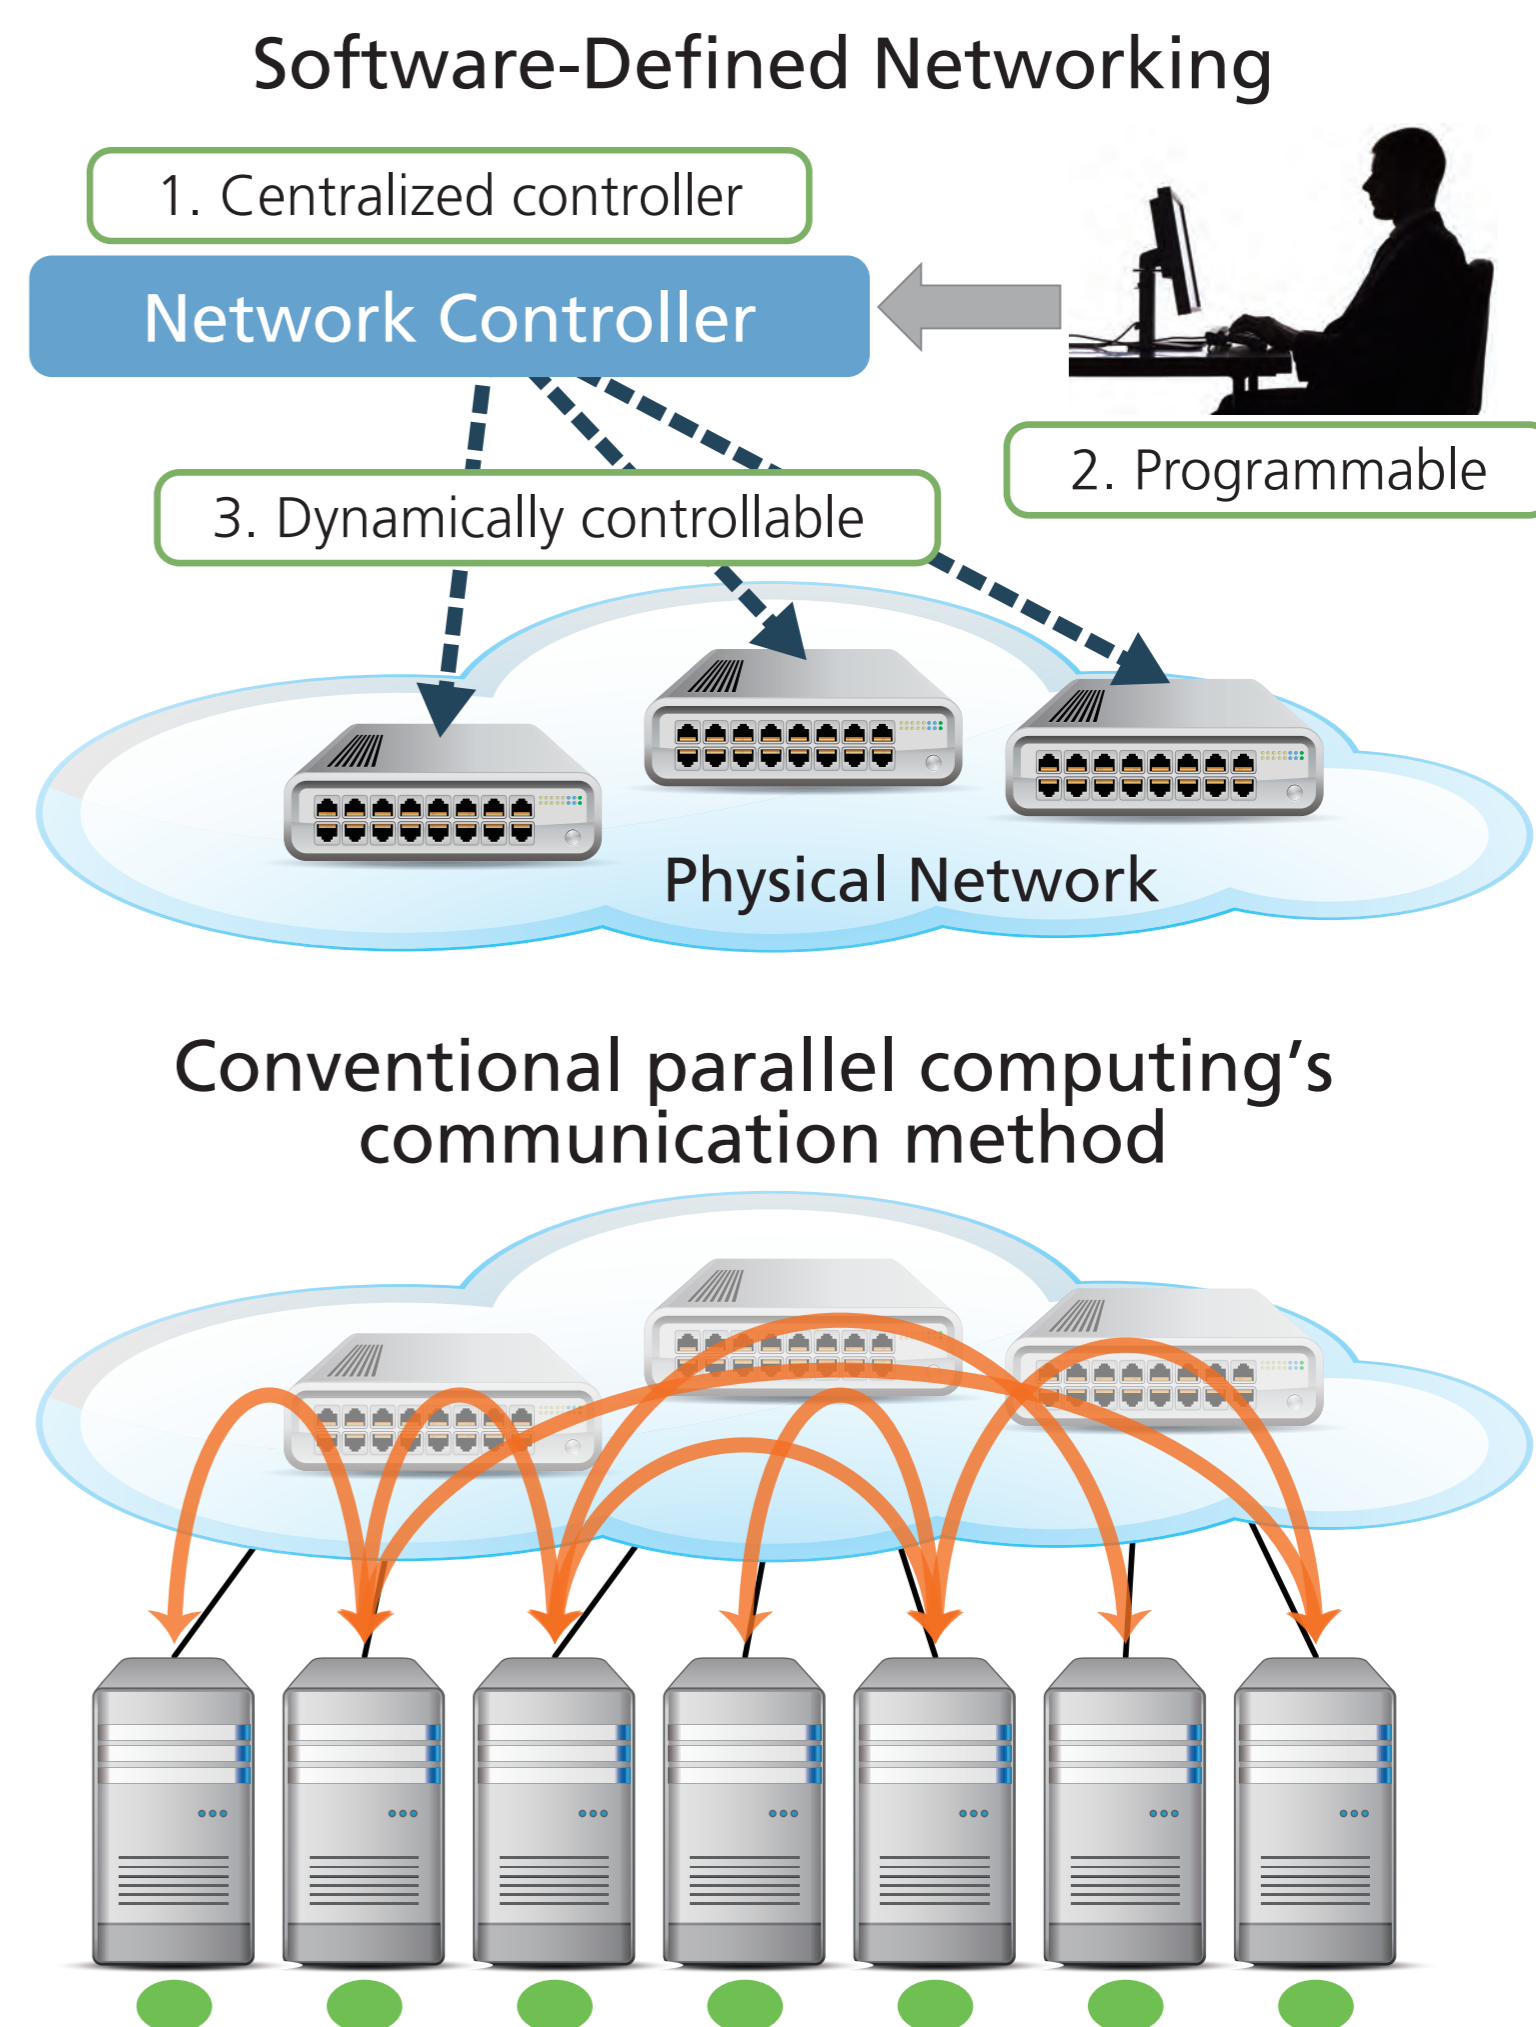 Software-Defined Networking
1. Centralized controller
Network Controller
2. Programmable
3. Dynamically controllable
Physical Network
Conventional parallel computing’s
communication method